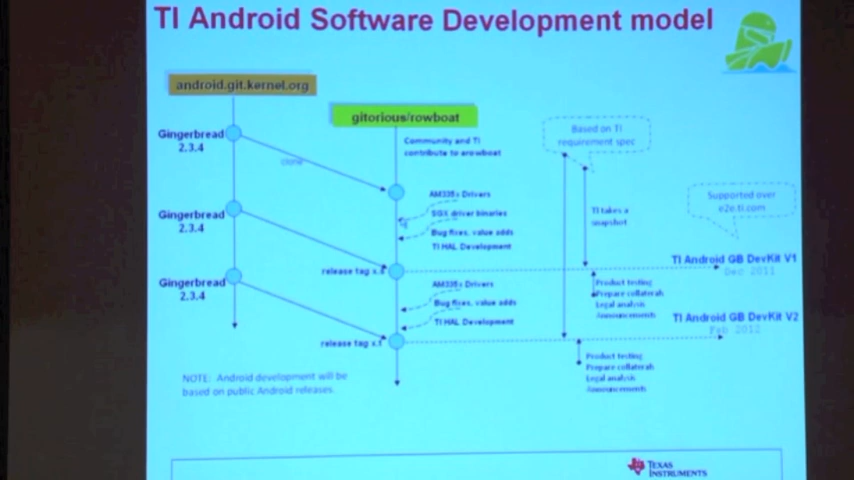 TI Android Software Development model
android.git.kernel.org
gitorious/rowboat
Gingerbread
2.3.4
clone
Community and TI
contribute to arowboat
Based on TI
requirement spec
AM335x Drivers
SGX driver binaries
Bug fixes, value adds
TI HAL Development
Gingerbread
2.3.4
TI takes a
snapshot
Supported over
e2e.ti.com
release tag x.
TI Android GB DevKit V1
Dec 2011
Gingerbread
2.3.4
AM335x Drivers
Bug fixes, value adds
TI HAL Development
Product testing
Prepare collaterals
Legal analysis
Announcements
TI Android GB DevKit V2
Feb 2012
release tag x.
Product testing
Prepare collaterals
Legal analysis
Announcements
NOTE: Android development will be
based on public Android releases.
TEXAS
INSTRUMENTS